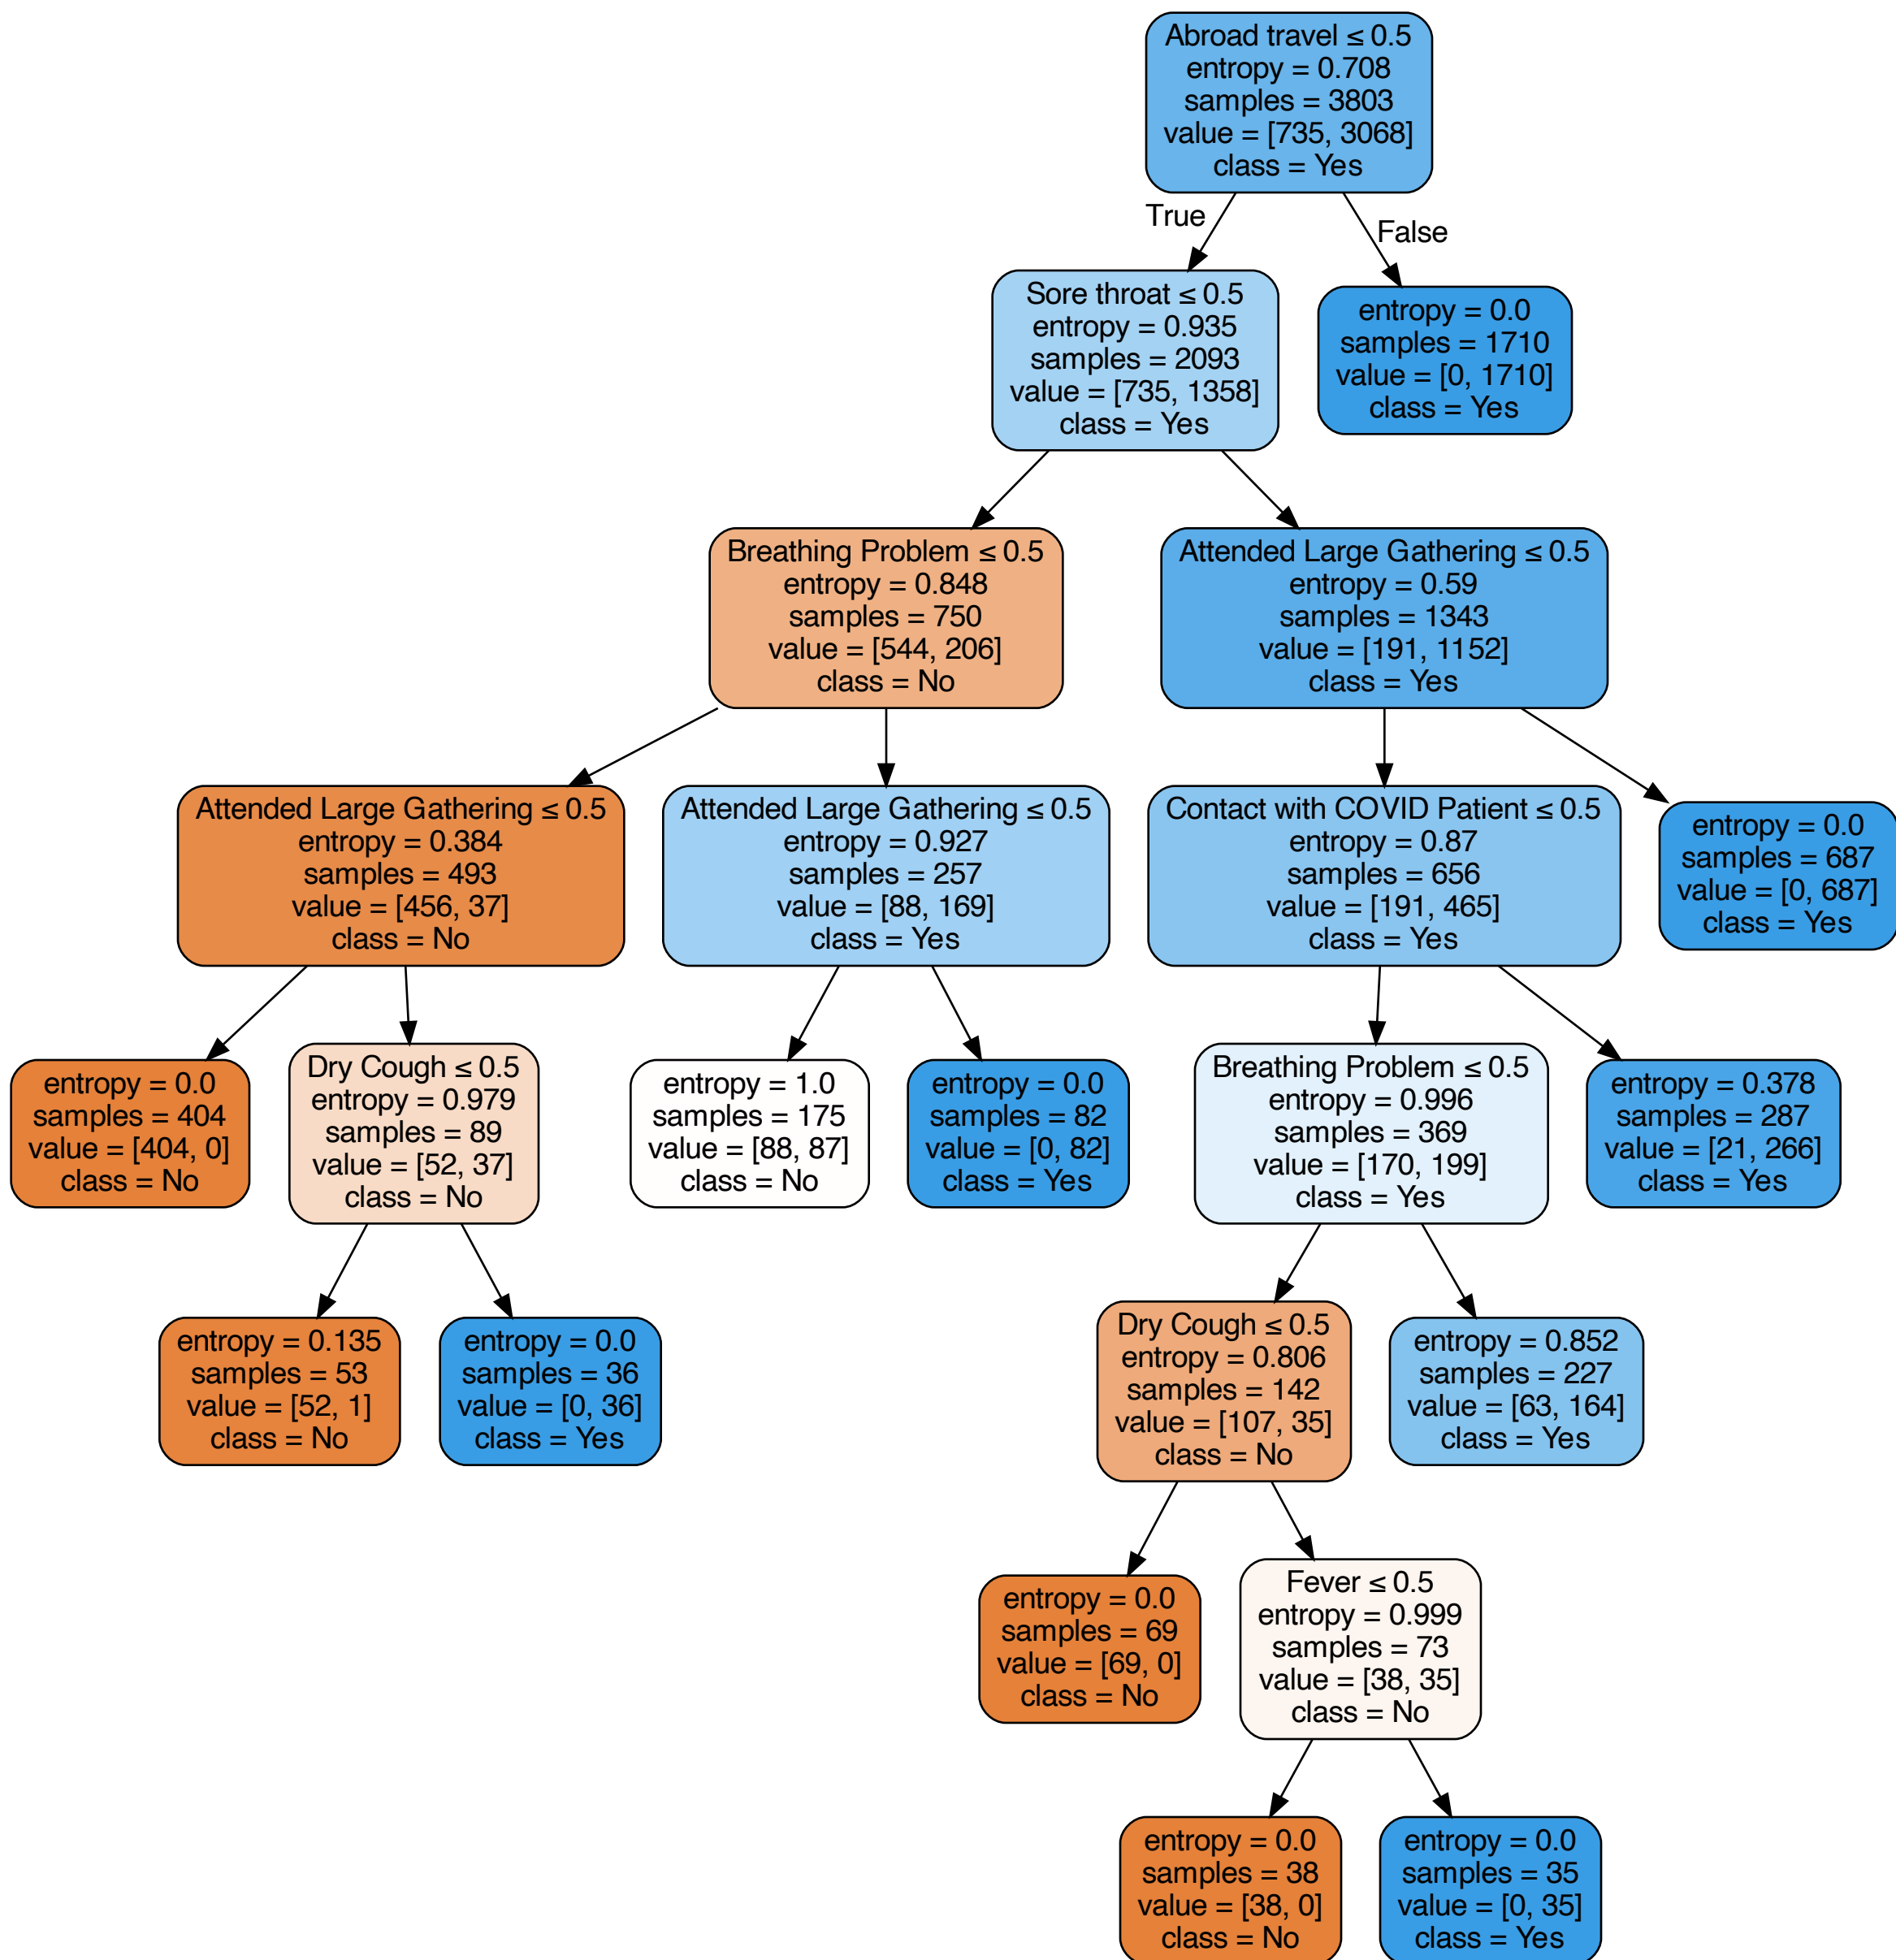 Abroad travel ≤ 0.5
entropy = 0.708
samples = 3803
value = [735, 3068]
class = Yes
True
False
Sore throat ≤ 0.5
entropy = 0.935
samples = 2093
value = [735, 1358]
class = Yes
entropy = 0.0
samples = 1710
value = [0, 1710]
class = Yes
Breathing Problem ≤ 0.5
entropy = 0.848
samples = 750
value = [544, 206]
class = No
Attended Large Gathering ≤ 0.5
entropy = 0.59
samples = 1343
value = [191, 1152]
class = Yes
Attended Large Gathering ≤ 0.5
entropy = 0.384
samples = 493
value = [456, 37]
class = No
Attended Large Gathering ≤ 0.5
entropy = 0.927
samples = 257
value = [88, 169]
class = Yes
Contact with COVID Patient ≤ 0.5
entropy = 0.87
samples = 656
value = [191, 465]
class = Yes
entropy = 0.0
samples = 687
value = [0, 687]
class = Yes
entropy = 0.0
samples = 404
value = [404, 0]
class = No
Dry Cough ≤ 0.5
entropy = 0.979
samples = 89
value = [52, 37]
class = No
entropy = 1.0
samples = 175
value = [88, 87]
class = No
entropy = 0.0
samples = 82
value = [0, 82]
class = Yes
Breathing Problem ≤ 0.5
entropy = 0.996
samples = 369
value = [170, 199]
class = Yes
entropy = 0.378
samples = 287
value = [21, 266]
class = Yes
entropy = 0.135
samples = 53
value = [52, 1]
class = No
entropy = 0.0
samples = 36
value = [0, 36]
class = Yes
Dry Cough ≤ 0.5
entropy = 0.806
samples = 142
value = [107, 35]
class = No
entropy = 0.852
samples = 227
value = [63, 164]
class = Yes
entropy = 0.0
samples = 69
value = [69, 0]
class = No
Fever ≤ 0.5
entropy = 0.999
samples = 73
value = [38, 35]
class = No
entropy = 0.0
samples = 38
value = [38, 0]
class = No
entropy = 0.0
samples = 35
value = [0, 35]
class = Yes